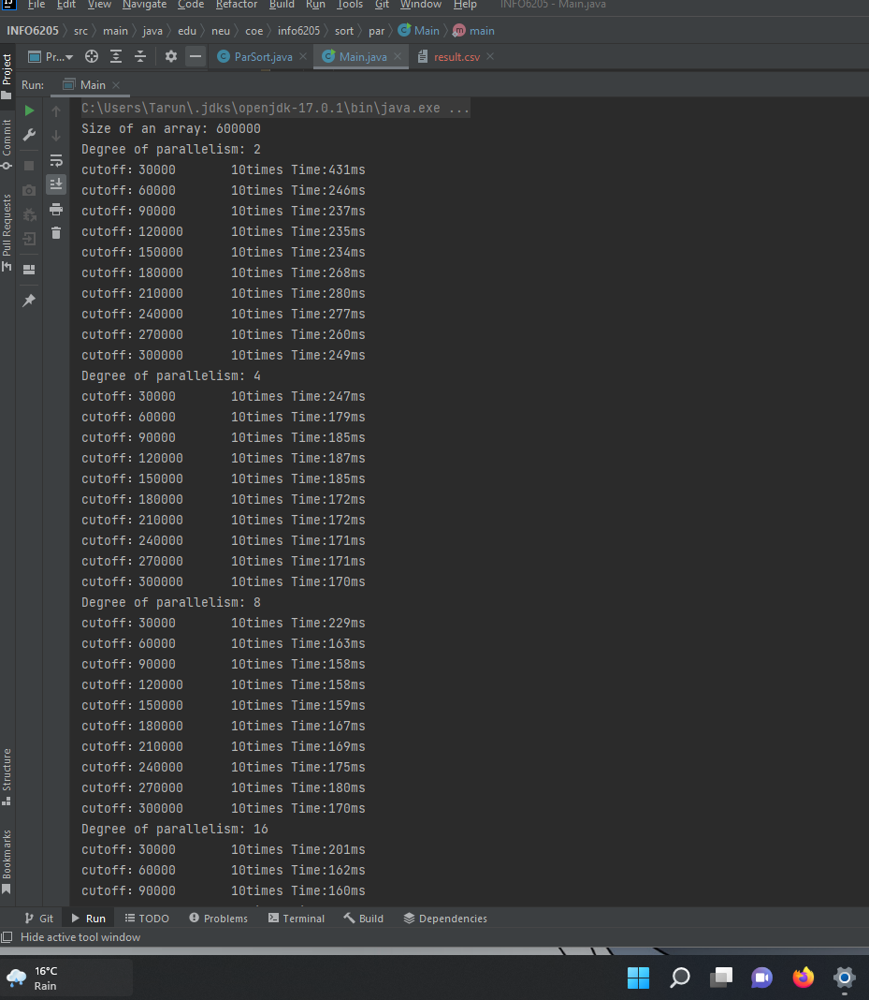 File Edit View Navigate Code Refactor Build Run Tools Git Window Help INFO6205 - Main.java
INFO6205 src main java edu neu coe info6205 sort par Main main
Project
Pr... ParSort.java Main.java result.csv
Run: Main
Commit
Pull Requests
C:\Users\Tarun\.jdks\openjdk-17.0.1\bin\java.exe ...
Size of an array: 600000
Degree of parallelism: 2
cutoff: 30000 10times Time:431ms
cutoff: 60000 10times Time:246ms
cutoff: 90000 10times Time:237ms
cutoff: 120000 10times Time:235ms
cutoff: 150000 10times Time:234ms
cutoff: 180000 10times Time:268ms
cutoff: 210000 10times Time:280ms
cutoff: 240000 10times Time:277ms
cutoff: 270000 10times Time:260ms
cutoff: 300000 10times Time:249ms
Degree of parallelism: 4
cutoff: 30000 10times Time:247ms
cutoff: 60000 10times Time:179ms
cutoff: 90000 10times Time:185ms
cutoff: 120000 10times Time:187ms
cutoff: 150000 10times Time:185ms
cutoff: 180000 10times Time:172ms
cutoff: 210000 10times Time:172ms
cutoff: 240000 10times Time:171ms
cutoff: 270000 10times Time:171ms
cutoff: 300000 10times Time:170ms
Degree of parallelism: 8
cutoff: 30000 10times Time:229ms
cutoff: 60000 10times Time:163ms
cutoff: 90000 10times Time:158ms
cutoff: 120000 10times Time:158ms
cutoff: 150000 10times Time:159ms
cutoff: 180000 10times Time:167ms
cutoff: 210000 10times Time:169ms
cutoff: 240000 10times Time:175ms
cutoff: 270000 10times Time:180ms
cutoff: 300000 10times Time:170ms
Degree of parallelism: 16
cutoff: 30000 10times Time:201ms
cutoff: 60000 10times Time:162ms
cutoff: 90000 10times Time:160ms
Structure
Bookmarks
Git Run TODO Problems Terminal Build Dependencies
Hide active tool window
16°C
Rain